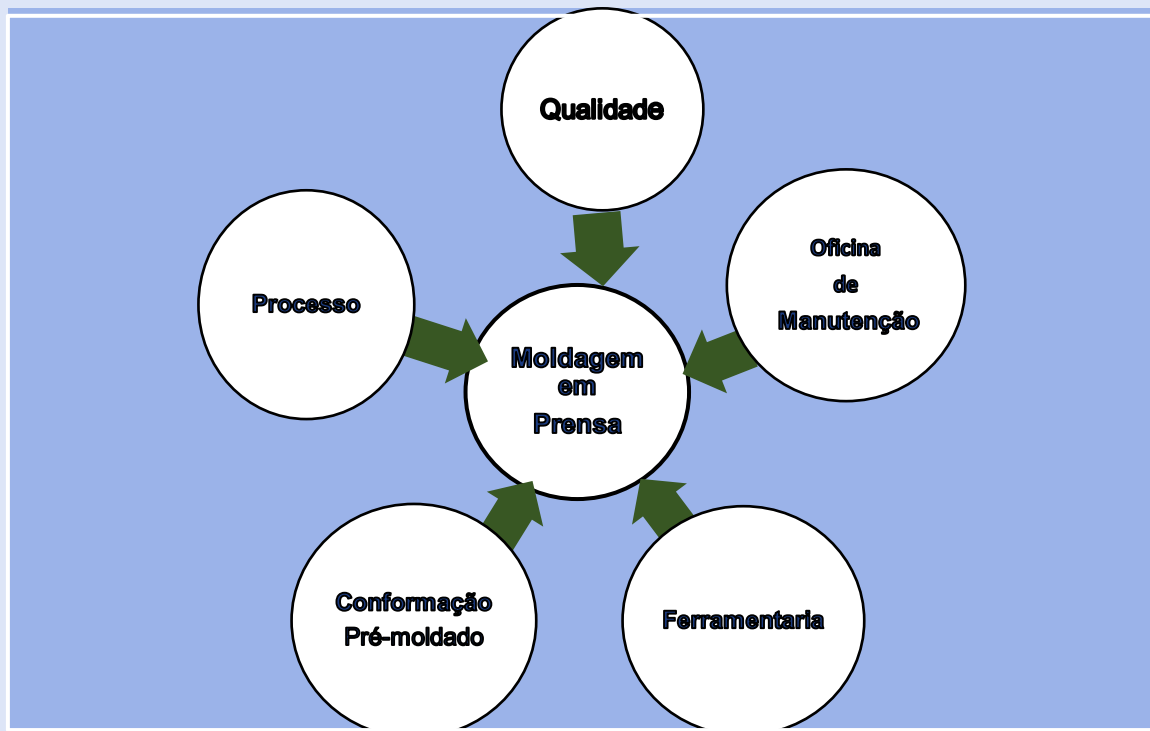 Qualidade
Oficina
de
Manutenção
Processo
Moldagem
em
Prensa
Conformação
Pré-moldado
Ferramentaria